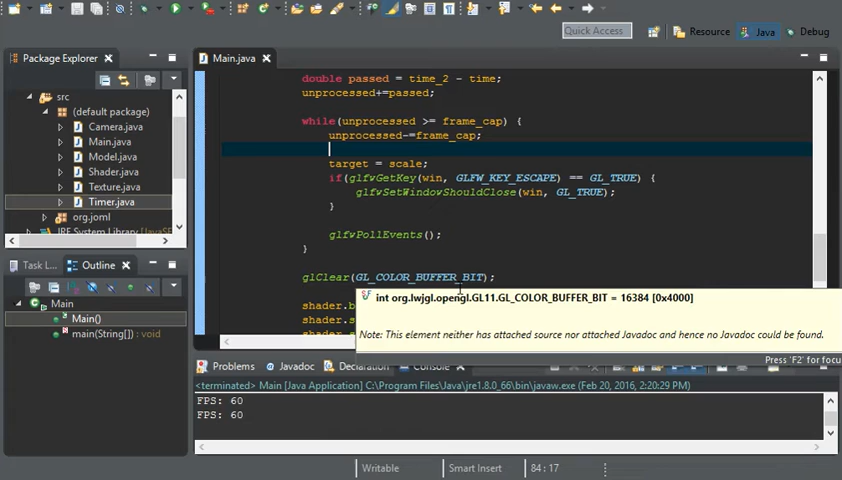 Quick Access
Resource
Java
Debug
Package Explorer
src
(default package)
Camera.java
Main.java
Model.java
Shader.java
Texture.java
Timer.java
org.joml
JRE System Library [JavaSE
Main.java
double passed = time_2 - time;
unprocessed+=passed;
while(unprocessed >= frame_cap) {
unprocessed-=frame_cap;
target = scale;
if(glfwGetKey(win, GLFW_KEY_ESCAPE) == GL_TRUE) {
glfwSetWindowShouldClose(win, GL_TRUE);
}
glfwPollEvents();
}
glClear(GL_COLOR_BUFFER_BIT);
int org.lwjgl.opengl.GL11.GL_COLOR_BUFFER_BIT = 16384 [0x4000]
Note: This element neither has attached source nor attached Javadoc and hence no Javadoc could be found.
Press 'F2' for focu
shader.b
shader.s
shader.s
Task L
Outline
Main
Main()
main(String[]) : void
Problems
Javadoc
Declaration
Console
<terminated> Main [Java Application] C:\Program Files\Java\jre1.8.0_66\bin\javaw.exe (Feb 20, 2016, 2:20:29 PM)
FPS: 60
FPS: 60
Writable
Smart Insert
84 : 17